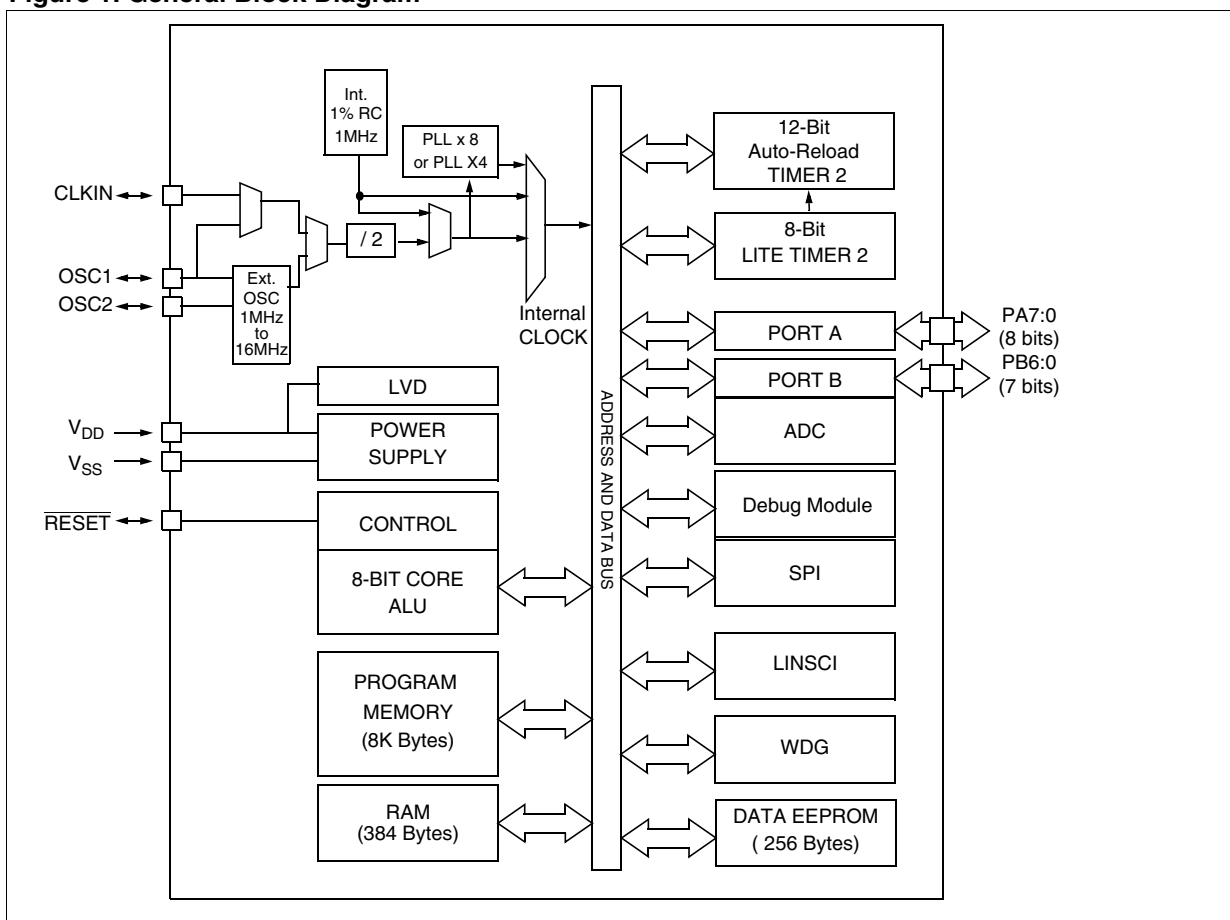 Figure 1. General Block Diagram
Int.
1% RC
1MHz
PLL x 8
or PLL X4
CLKIN
/ 2
OSC1
OSC2
Ext.
OSC
1MHz
to
16MHz
Internal
CLOCK
LVD
VDD
VSS
POWER
SUPPLY
RESET
CONTROL
8-BIT CORE
ALU
PROGRAM
MEMORY
(8K Bytes)
RAM
(384 Bytes)
ADDRESS AND DATA BUS
12-Bit
Auto-Reload
TIMER 2
8-Bit
LITE TIMER 2
PORT A
PA7:0
(8 bits)
PORT B
PB6:0
(7 bits)
ADC
Debug Module
SPI
LINSCI
WDG
DATA EEPROM
( 256 Bytes)